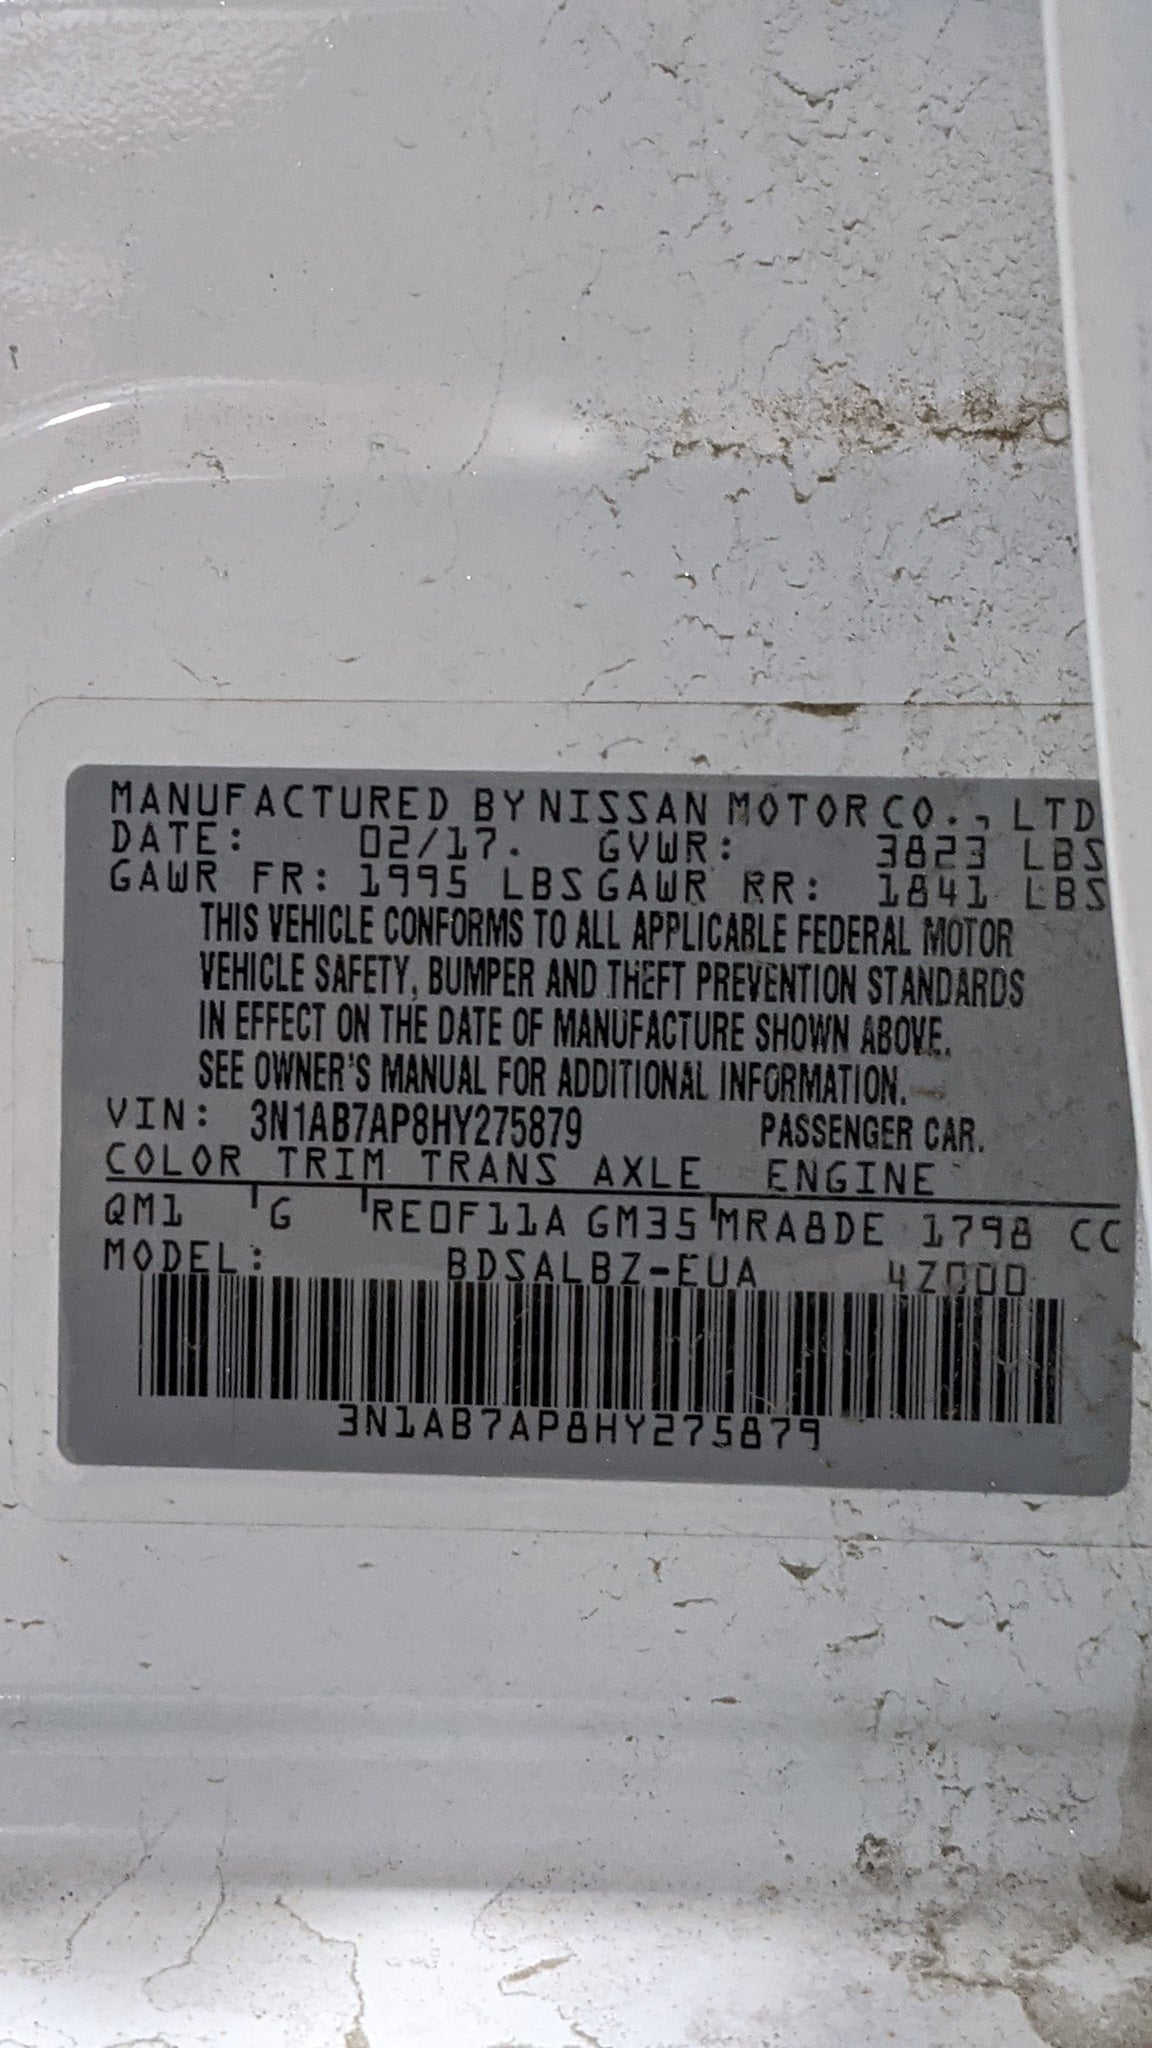 MANUFACTURED BY NISSAN MOTOR CO., LTD
DATE: 02/17. GVWR: 3823 LBS
GAWR FR: 1995 LBS GAWR RR: 1841 LBS
THIS VEHICLE CONFORMS TO ALL APPLICABLE FEDERAL MOTOR
VEHICLE SAFETY, BUMPER AND THEFT PREVENTION STANDARDS
IN EFFECT ON THE DATE OF MANUFACTURE SHOWN ABOVE.
SEE OWNER'S MANUAL FOR ADDITIONAL INFORMATION.
VIN: 3N1AB7AP8HY275879 PASSENGER CAR.
COLOR TRIM TRANS AXLE ENGINE
QM1 G RE0F11A GM35 MRA8DE 1798 CC
MODEL: BDSALBZ-EUA 4Z000
3N1AB7AP8HY275879